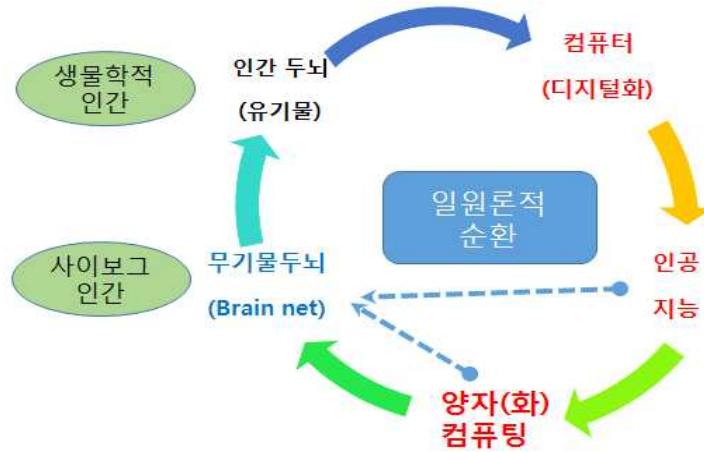 생물학적
인간
인간 두뇌
(유기물)
컴퓨터
(디지털화)
일원론적
순환
사이보그
인간
무기물두뇌
(Brain net)
인공
지능
양자(화)
컴퓨팅